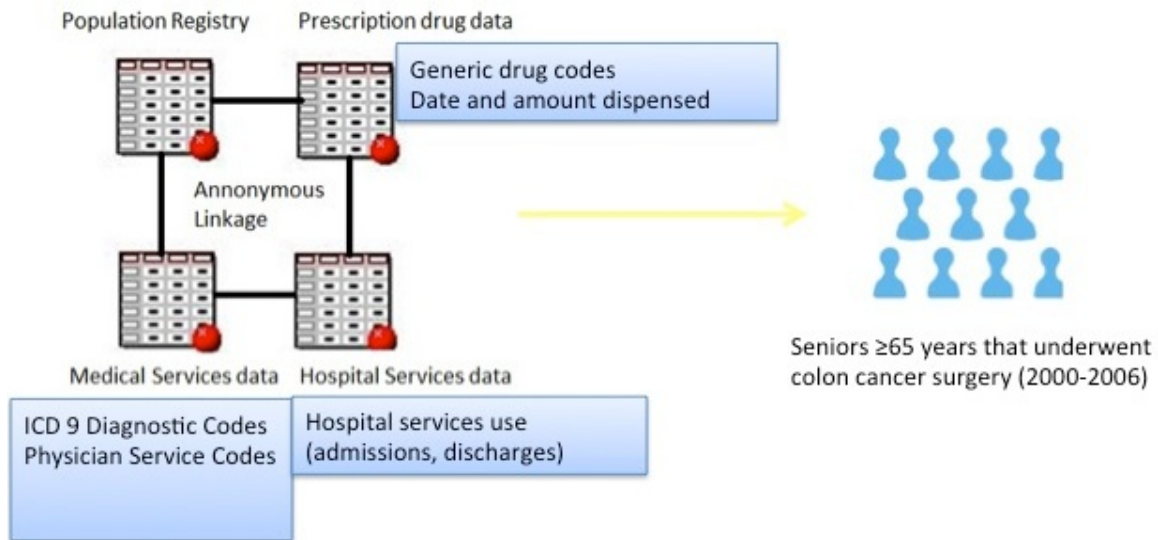 Population Registry
Prescription drug data
Generic drug codes
Date and amount dispensed
Annonymous
Linkage
Medical Services data
Hospital Services data
ICD 9 Diagnostic Codes
Physician Service Codes
Hospital services use
(admissions, discharges)
Seniors ≥65 years that underwent
colon cancer surgery (2000-2006)